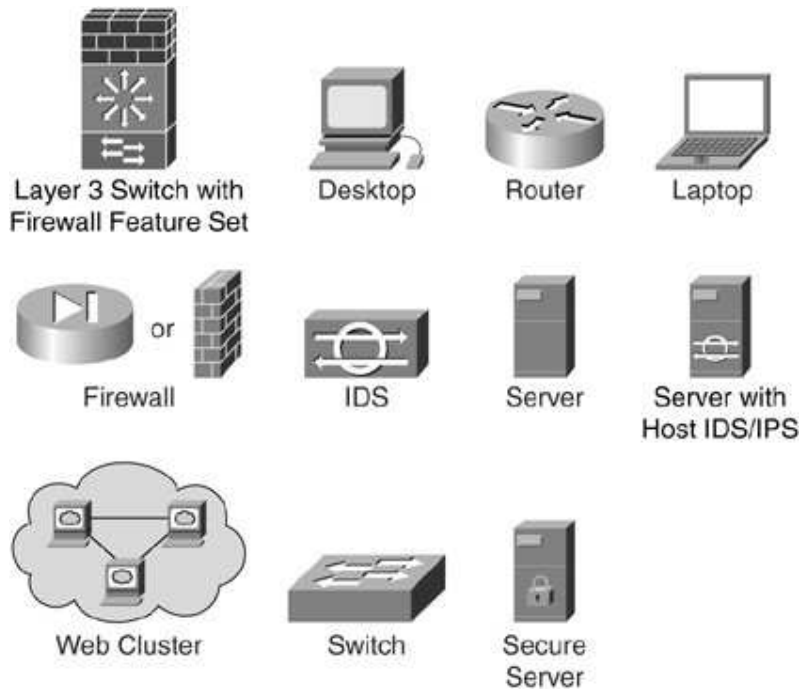 Layer 3 Switch with
Firewall Feature Set
Desktop
Router
Laptop
or
Firewall
IDS
Server
Server with
Host IDS/IPS
Web Cluster
Switch
Secure
Server